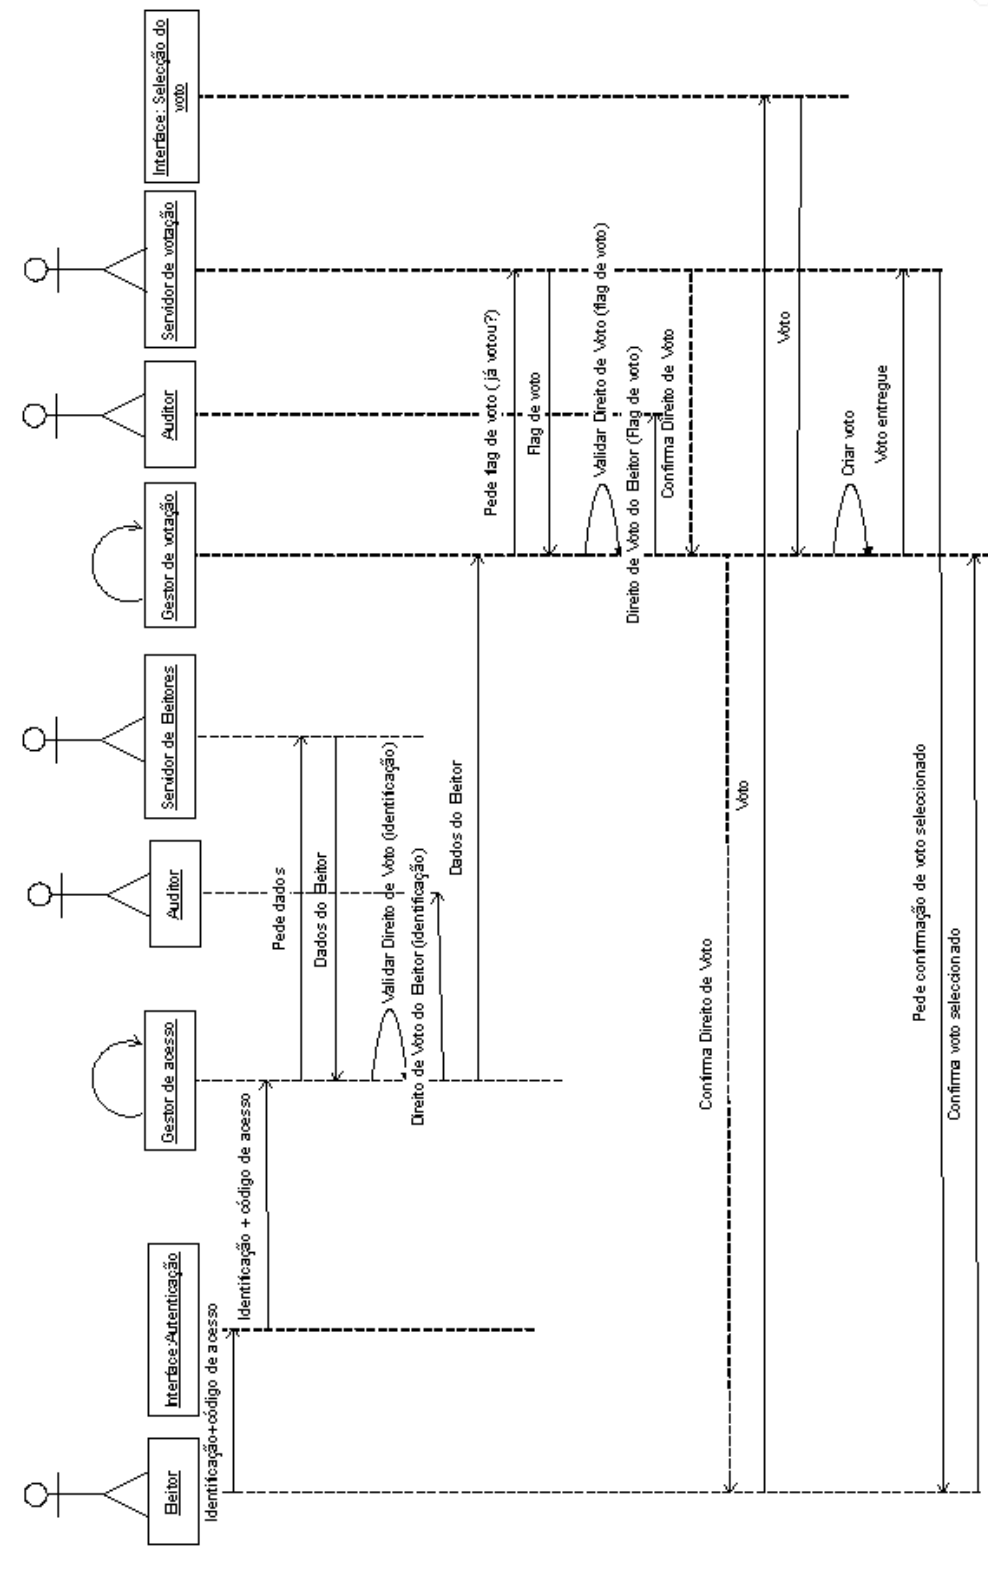 Eleitor
Interface:Autenticação
Gestor de acesso
Auditor
Servidor de Eleitores
Gestor de votação
Auditor
Servidor de votação
Interface: Selecção do
voto
Identificação+código de acesso
Identificação + código de acesso
Pede dados
Dados do Eleitor
Validar Direito de Voto (identificação)
Direito de Voto do Eleitor (identificação)
Dados do Eleitor
Pede flag de voto ( já votou?)
Flag de voto
Validar Direito de Voto (flag de voto)
Direito de Voto do Eleitor (Flag de voto)
Confirma Direito de Voto
Confirma Direito de Voto
Voto
Voto
Criar voto
Voto entregue
Pede confirmação de voto seleccionado
Confirma voto seleccionado